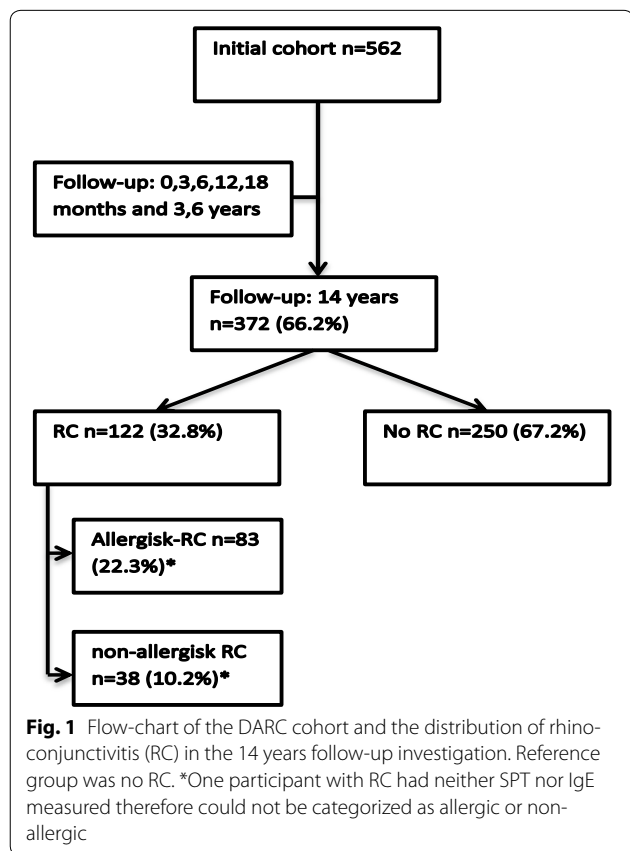 Initial cohort n=562
Follow-up: 0,3,6,12,18
months and 3,6 years
Follow-up: 14 years
n=372 (66.2%)
RC n=122 (32.8%)
No RC n=250 (67.2%)
Allergisk-RC n=83
(22.3%)*
non-allergisk RC
n=38 (10.2%)*
Fig. 1 Flow-chart of the DARC cohort and the distribution of rhino-
conjunctivitis (RC) in the 14 years follow-up investigation. Reference
group was no RC. *One participant with RC had neither SPT nor IgE
measured therefore could not be categorized as allergic or non-
allergic